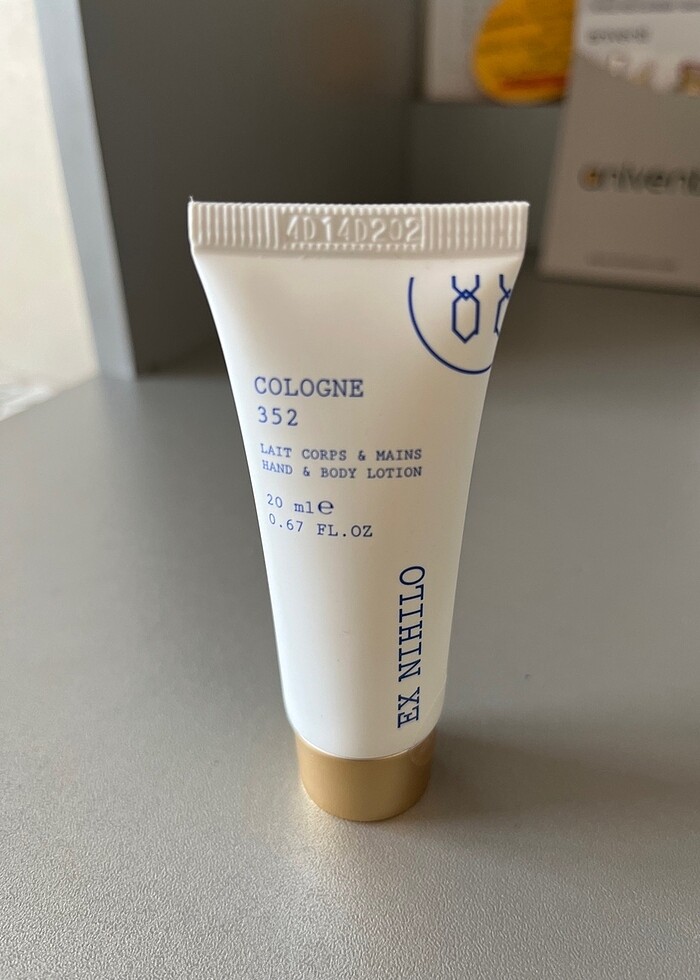 4D14D202
COLOGNE
352
LAIT CORPS & MAINS
HAND & BODY LOTION
20 ml℮
0.67 FL.OZ
EX NIHILO